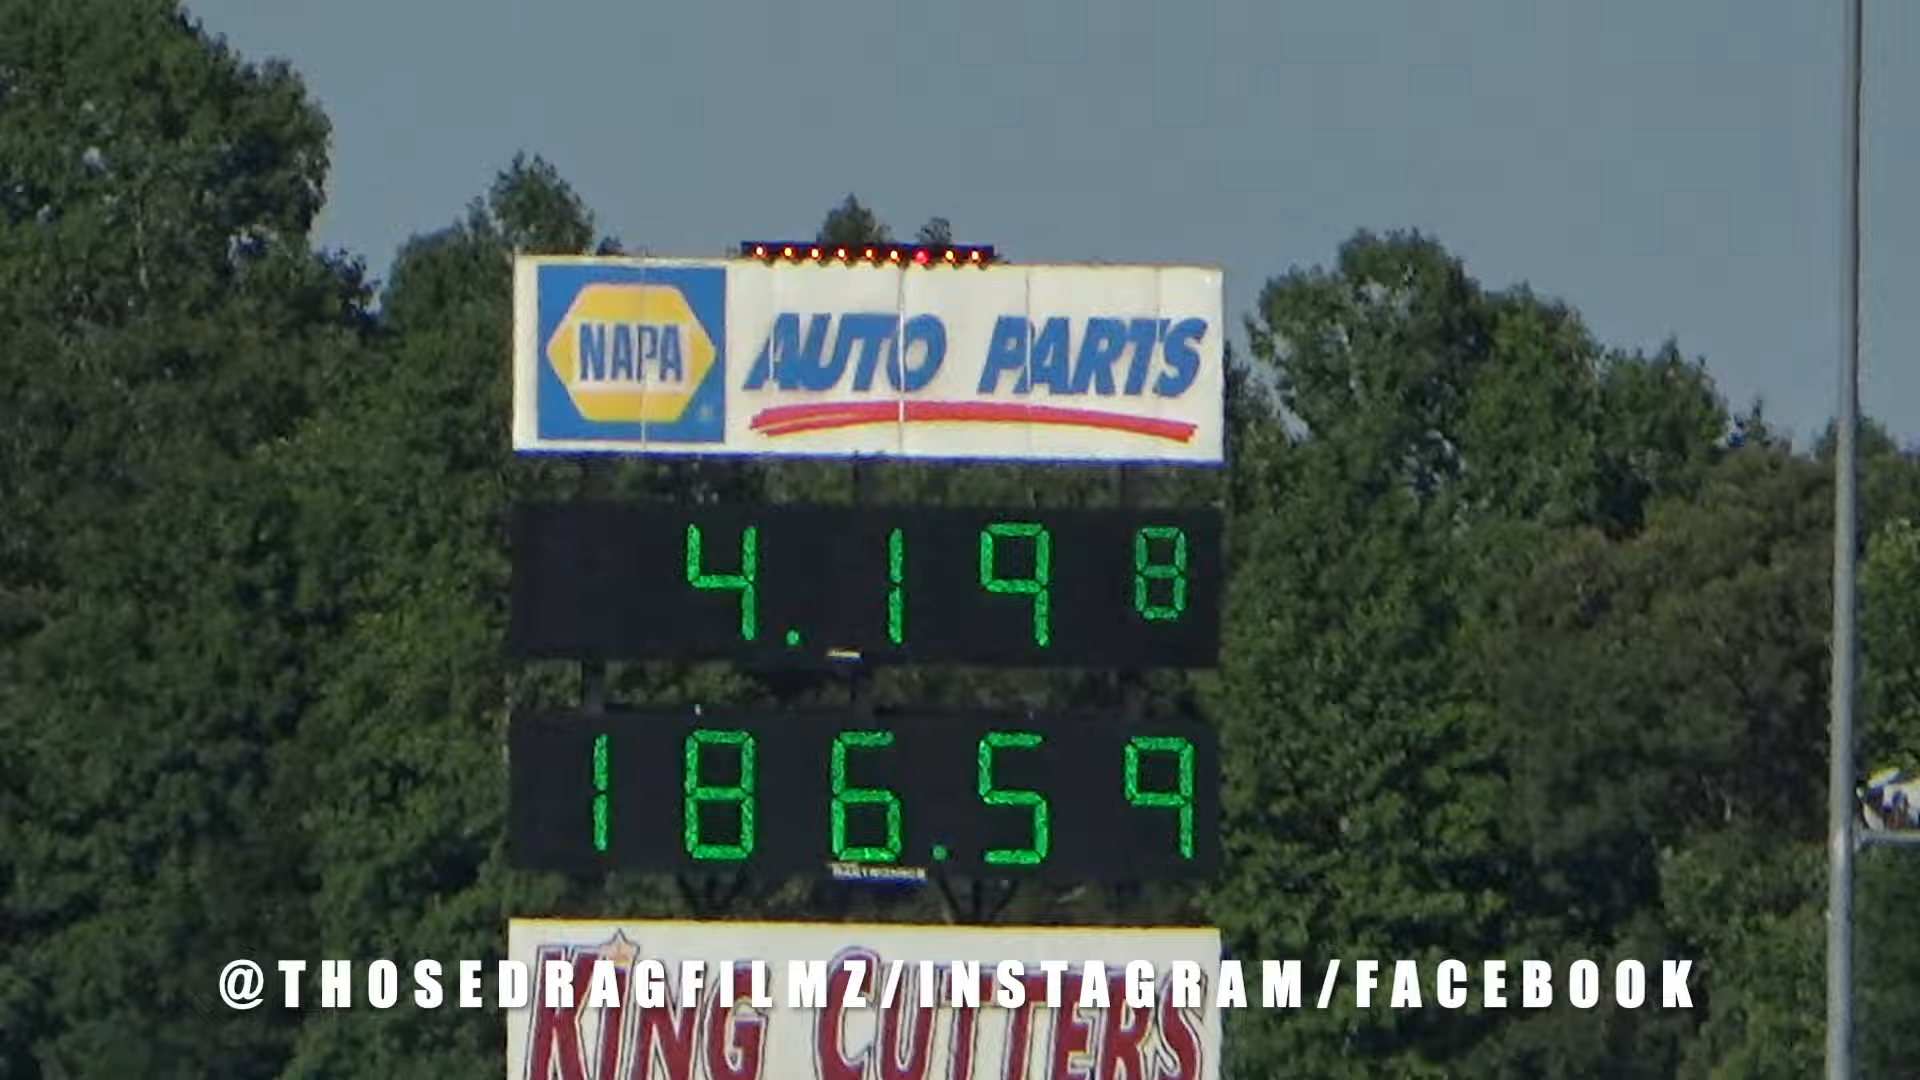 NAPA AUTO PARTS
4.198
186.59
@THOSEDRAGFILMZ/INSTAGRAM/FACEBOOK
KING CUTTERS